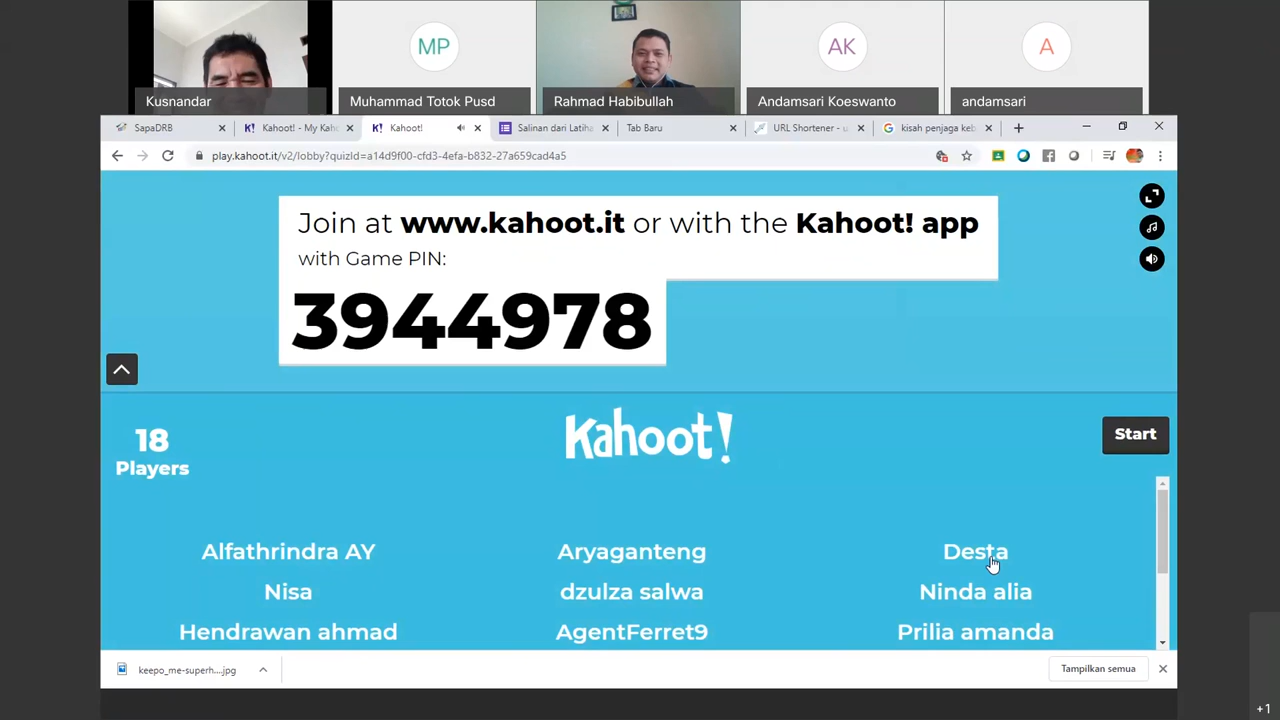 MP
AK
A
Kusnandar
Muhammad Totok Pusd
Rahmad Habibullah
Andamsari Koeswanto
andamsari
SapaDRB
Kahoot! - My Kaho
Kahoot!
Salinan dari Latiha
Tab Baru
URL Shortener - u
kisah penjaga keb
play.kahoot.it/v2/lobby?quizId=a14d9f00-cfd3-4efa-b832-27a659cad4a5
Join at www.kahoot.it or with the Kahoot! app
with Game PIN:
3944978
18
Players
Kahoot!
Start
Alfathrindra AY
Aryaganteng
Desta
Nisa
dzulza salwa
Ninda alia
Hendrawan ahmad
AgentFerret9
Prilia amanda
keepo_me-superh....jpg
Tampilkan semua
+1